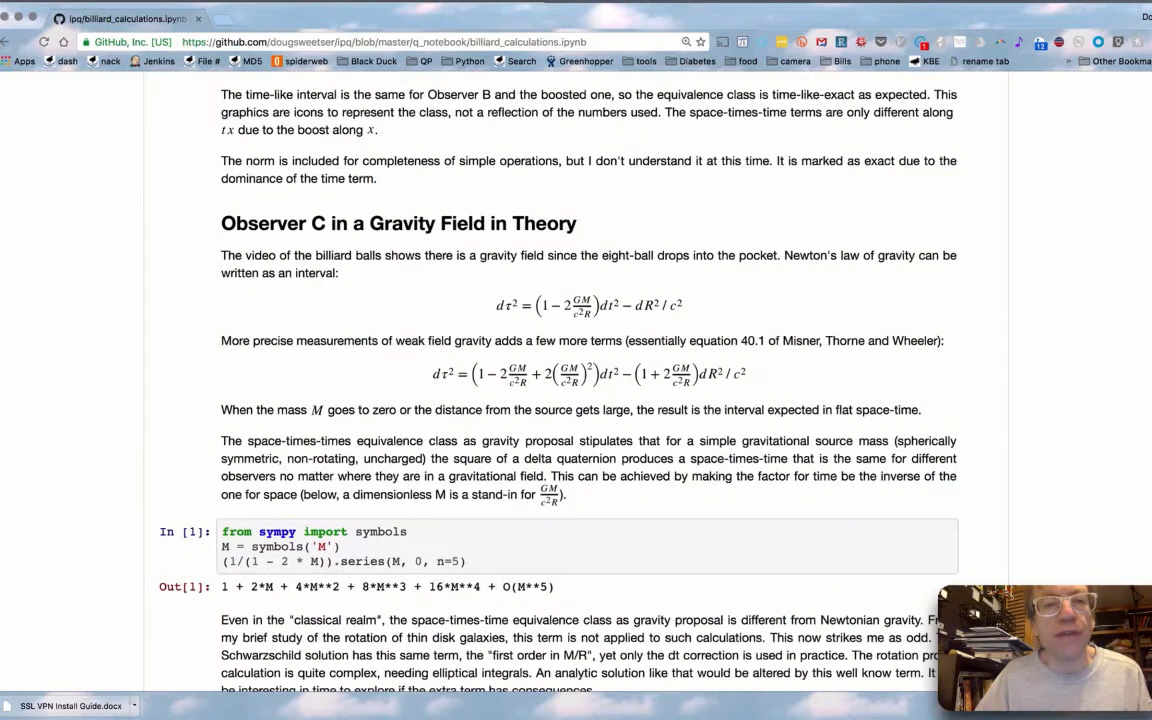 ipq/billiard_calculations.ipynb
Do
GitHub, Inc. [US] https://github.com/dougsweetser/ipq/blob/master/q_notebook/billiard_calculations.ipynb
Apps dash nack Jenkins File # MD5 spiderweb Black Duck QP Python Search Greenhopper tools Diabetes food camera Bills phone KBE rename tab » Other Bookma
The time-like interval is the same for Observer B and the boosted one, so the equivalence class is time-like-exact as expected. This
graphics are icons to represent the class, not a reflection of the numbers used. The space-times-time terms are only different along
tx due to the boost along x.
The norm is included for completeness of simple operations, but I don't understand it at this time. It is marked as exact due to the
dominance of the time term.
Observer C in a Gravity Field in Theory
The video of the billiard balls shows there is a gravity field since the eight-ball drops into the pocket. Newton's law of gravity can be
written as an interval:
dτ² = (1 − 2 GM/c²R) dt² − dR² / c²
More precise measurements of weak field gravity adds a few more terms (essentially equation 40.1 of Misner, Thorne and Wheeler):
dτ² = (1 − 2 GM/c²R + 2(GM/c²R)²) dt² − (1 + 2 GM/c²R) dR² / c²
When the mass M goes to zero or the distance from the source gets large, the result is the interval expected in flat space-time.
The space-times-times equivalence class as gravity proposal stipulates that for a simple gravitational source mass (spherically
symmetric, non-rotating, uncharged) the square of a delta quaternion produces a space-times-time that is the same for different
observers no matter where they are in a gravitational field. This can be achieved by making the factor for time be the inverse of the
one for space (below, a dimensionless M is a stand-in for GM/c²R).
In [1]: from sympy import symbols
M = symbols('M')
(1/(1 - 2 * M)).series(M, 0, n=5)
Out[1]: 1 + 2*M + 4*M**2 + 8*M**3 + 16*M**4 + O(M**5)
Even in the "classical realm", the space-times-time equivalence class as gravity proposal is different from Newtonian gravity.
my brief study of the rotation of thin disk galaxies, this term is not applied to such calculations. This now strikes me as odd.
Schwarzschild solution has this same term, the "first order in M/R", yet only the dt correction is used in practice. The rotation
calculation is quite complex, needing elliptical integrals. An analytic solution like that would be altered by this well know term. It
be interesting in time to explore if the extra term has consequences.
SSL VPN Install Guide.docx